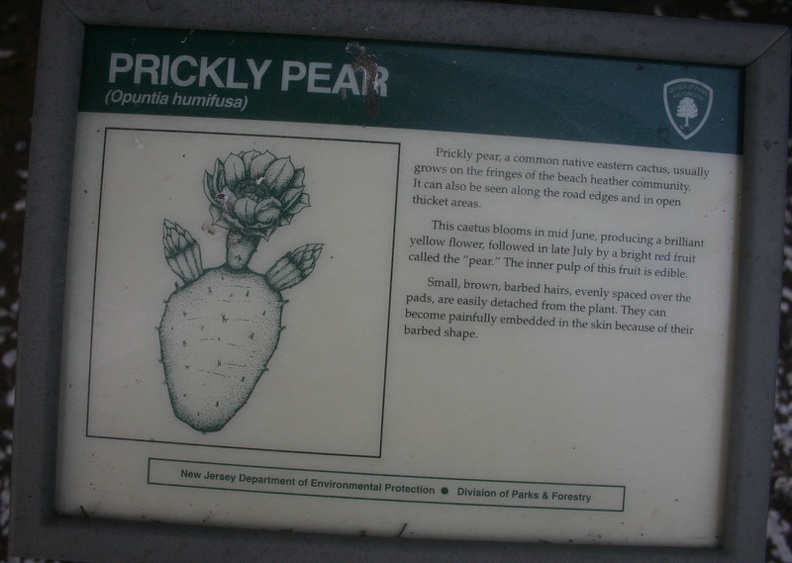 PRICKLY PEAR
(Opuntia humifusa)
Prickly pear, a common native eastern cactus, usually
grows on the fringes of the beach heather community.
It can also be seen along the road edges and in open
thicket areas.
This cactus blooms in mid June, producing a brilliant
yellow flower, followed in late July by a bright red fruit
called the “pear.” The inner pulp of this fruit is edible.
Small, brown, barbed hairs, evenly spaced over the
pads, are easily detached from the plant. They can
become painfully embedded in the skin because of their
barbed shape.
New Jersey Department of Environmental Protection ● Division of Parks & Forestry